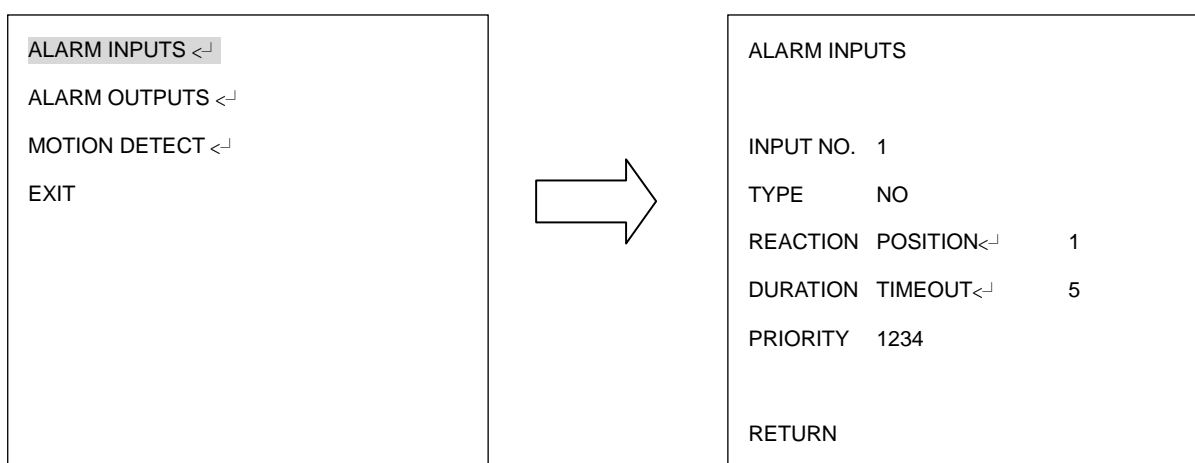 ALARM INPUTS ↵
ALARM OUTPUTS ↵
MOTION DETECT ↵
EXIT
ALARM INPUTS
INPUT NO. 1
TYPE NO
REACTION POSITION↵ 1
DURATION TIMEOUT↵ 5
PRIORITY 1234
RETURN